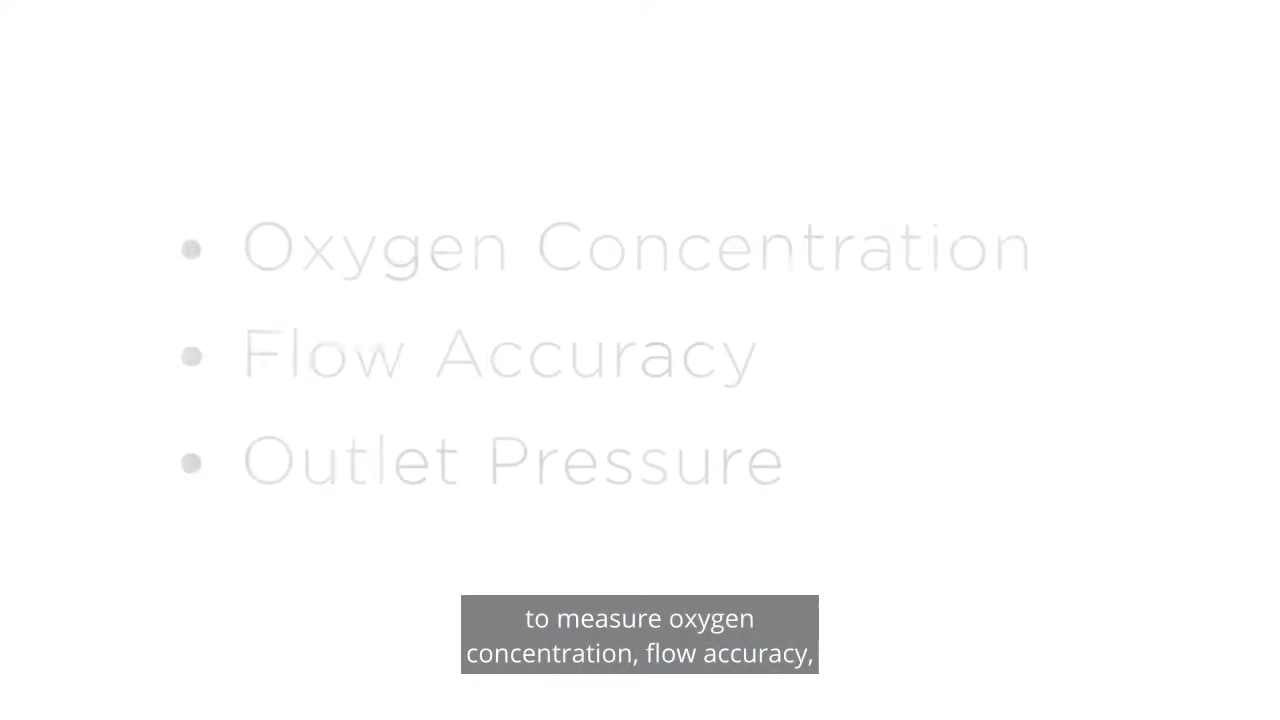 • Oxygen Concentration
• Flow Accuracy
• Outlet Pressure
to measure oxygen
concentration, flow accuracy,